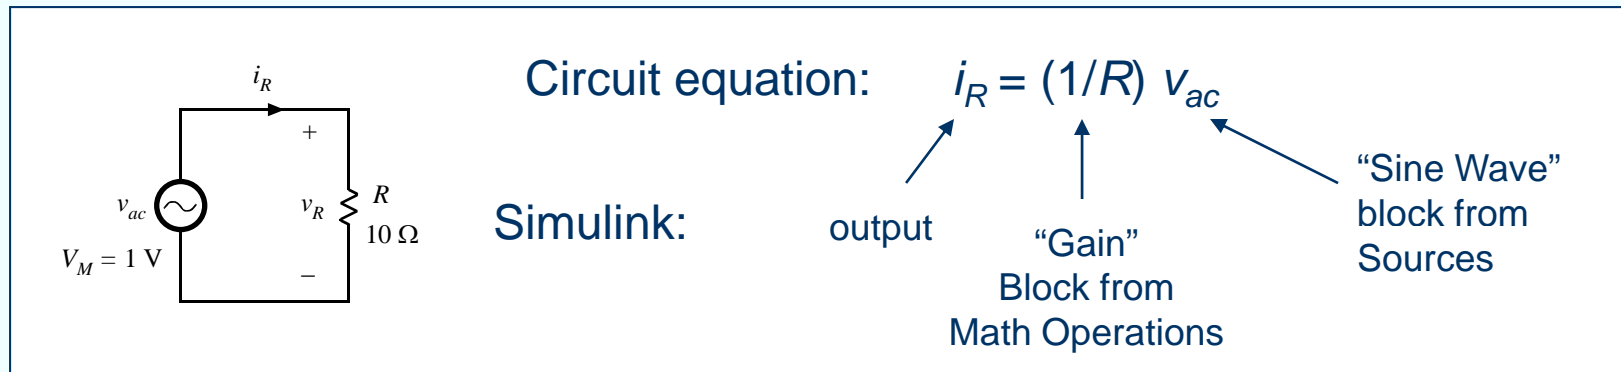 i_R
+
v_ac
v_R
R
10 Ω
V_M = 1 V
–
Circuit equation: i_R = (1/R) v_ac
Simulink:
output
“Gain”
Block from
Math Operations
“Sine Wave”
block from
Sources